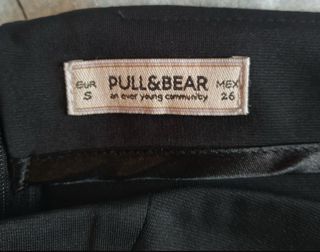 EUR PULL&BEAR MEX
S an ever young community 26